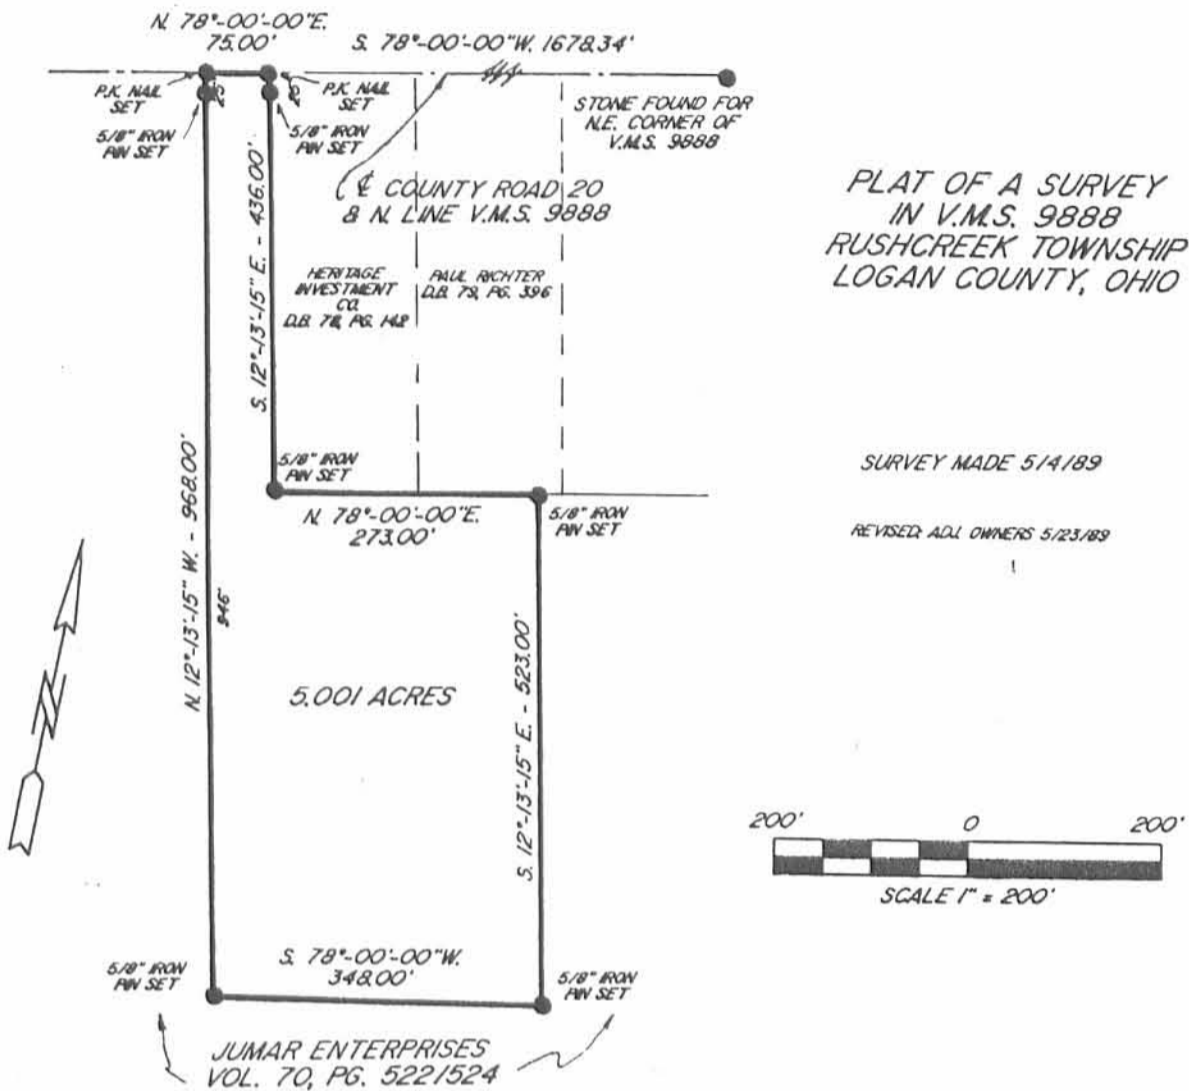 N. 78°-00'-00"E.
75.00'
S. 78°-00'-00"W. 1678.34'
P.K. NAIL
SET
25'
25'
P.K. NAIL
SET
5/8" IRON
PIN SET
5/8" IRON
PIN SET
STONE FOUND FOR
N.E. CORNER OF
V.M.S. 9888
℄ COUNTY ROAD 20
& N. LINE V.M.S. 9888
PLAT OF A SURVEY
IN V.M.S. 9888
RUSHCREEK TOWNSHIP
LOGAN COUNTY, OHIO
S. 12°-13'-15" E. - 436.00'
HERITAGE
INVESTMENT
CO.
D.B. 78, PG. 148
PAUL RICHTER
D.B. 79, PG. 396
5/8" IRON
PIN SET
N. 78°-00'-00"E.
273.00'
5/8" IRON
PIN SET
SURVEY MADE 5/4/89
REVISED: ADJ. OWNERS 5/23/89
N. 12°-13'-15" W. - 968.00'
N
5.001 ACRES
S. 12°-13'-15" E. - 523.00'
200' 0 200'
SCALE 1" = 200'
S. 78°-00'-00"W.
348.00'
5/8" IRON
PIN SET
5/8" IRON
PIN SET
JUMAR ENTERPRISES
VOL. 70, PG. 522/524